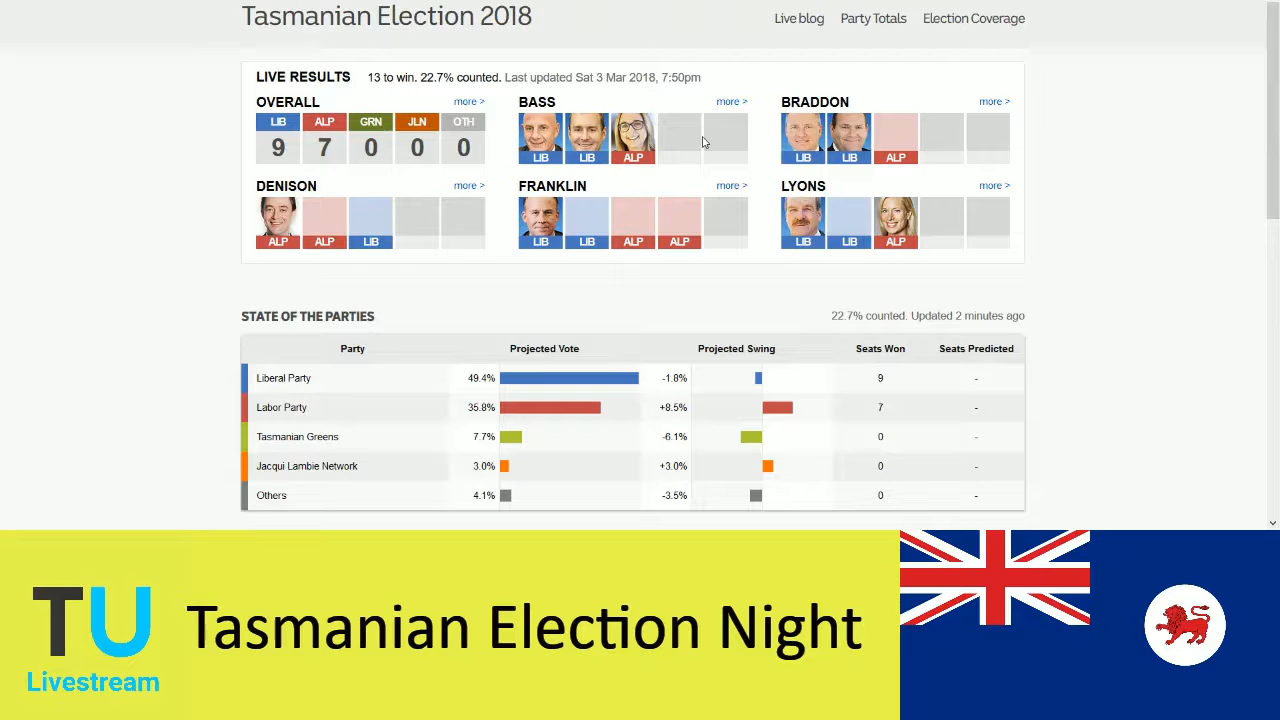 Tasmanian Election 2018
Live blog Party Totals Election Coverage
LIVE RESULTS 13 to win. 22.7% counted. Last updated Sat 3 Mar 2018, 7:50pm
OVERALL more >
LIB ALP GRN JLN OTH
9 7 0 0 0
BASS more >
LIB LIB ALP
BRADDON more >
LIB LIB ALP
DENISON more >
ALP ALP LIB
FRANKLIN more >
LIB LIB ALP ALP
LYONS more >
LIB LIB ALP
STATE OF THE PARTIES 22.7% counted. Updated 2 minutes ago
Party Projected Vote Projected Swing Seats Won Seats Predicted
Liberal Party 49.4% -1.8% 9 -
Labor Party 35.8% +8.5% 7 -
Tasmanian Greens 7.7% -6.1% 0 -
Jacqui Lambie Network 3.0% +3.0% 0 -
Others 4.1% -3.5% 0 -
TU
Livestream
Tasmanian Election Night